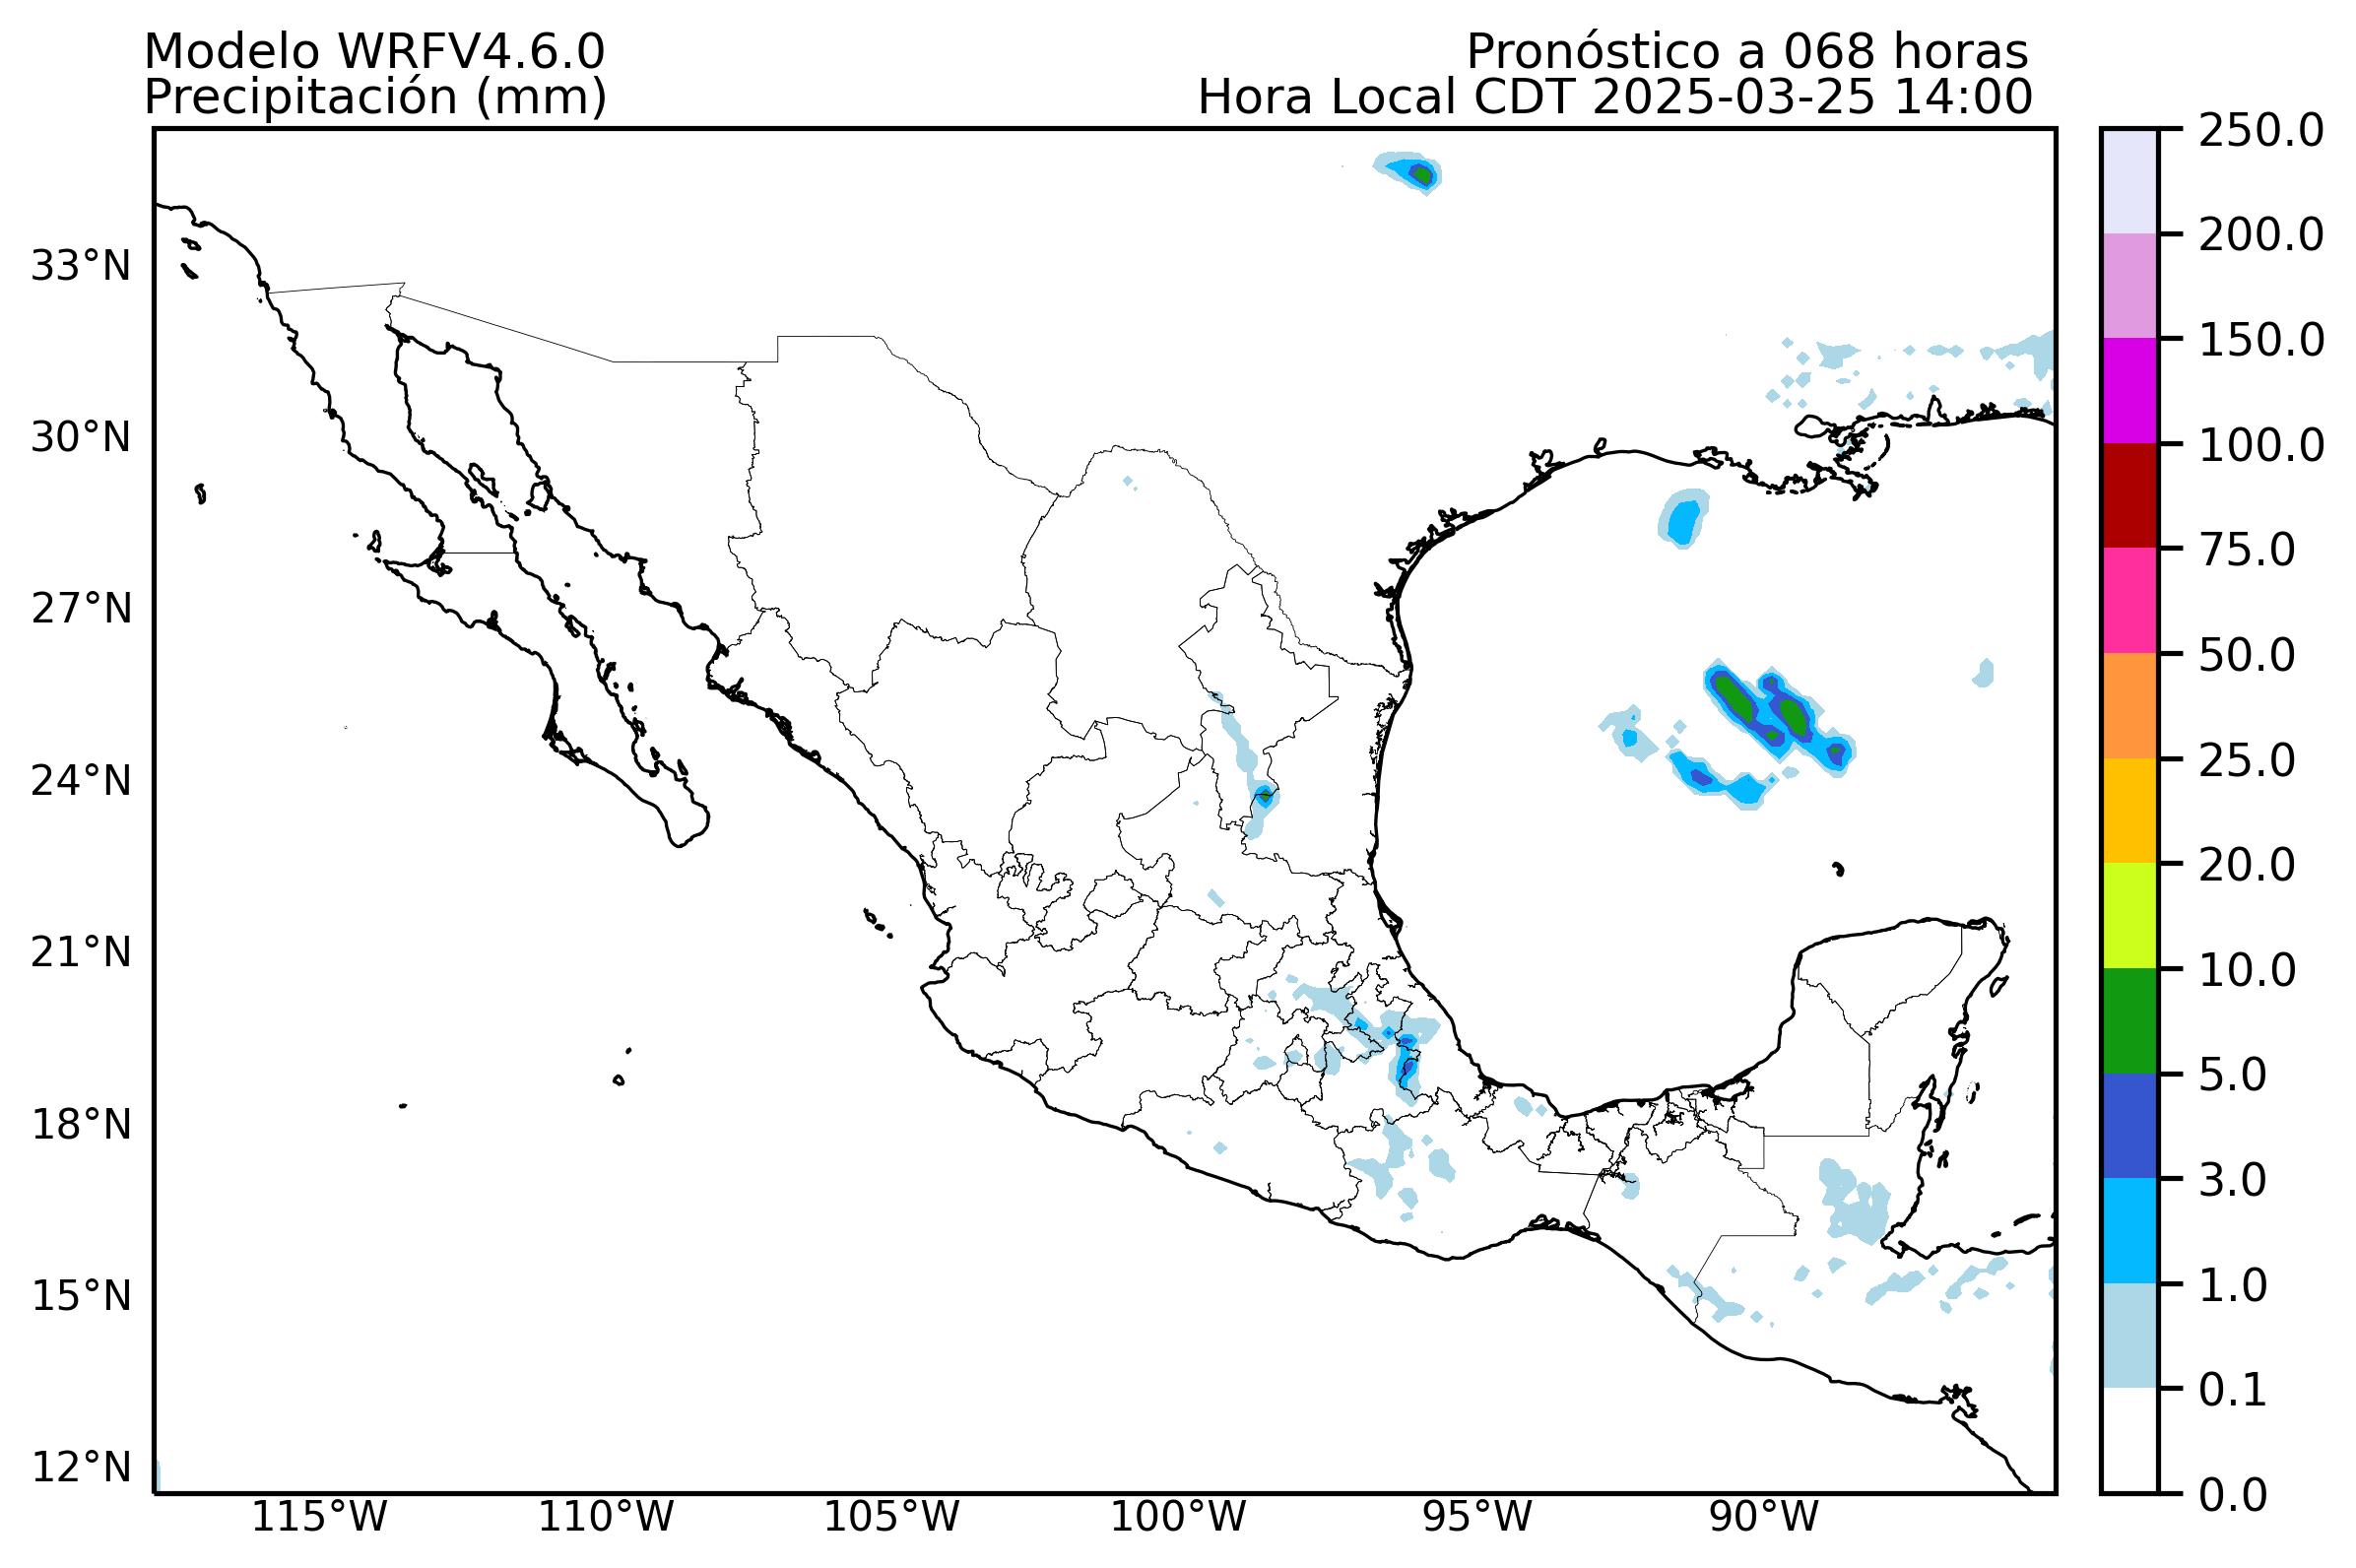 Modelo WRFV4.6.0
Precipitación (mm)
Pronóstico a 068 horas
Hora Local CDT 2025-03-25 14:00
33°N
30°N
27°N
24°N
21°N
18°N
15°N
12°N
115°W
110°W
105°W
100°W
95°W
90°W
250.0
200.0
150.0
100.0
75.0
50.0
25.0
20.0
10.0
5.0
3.0
1.0
0.1
0.0